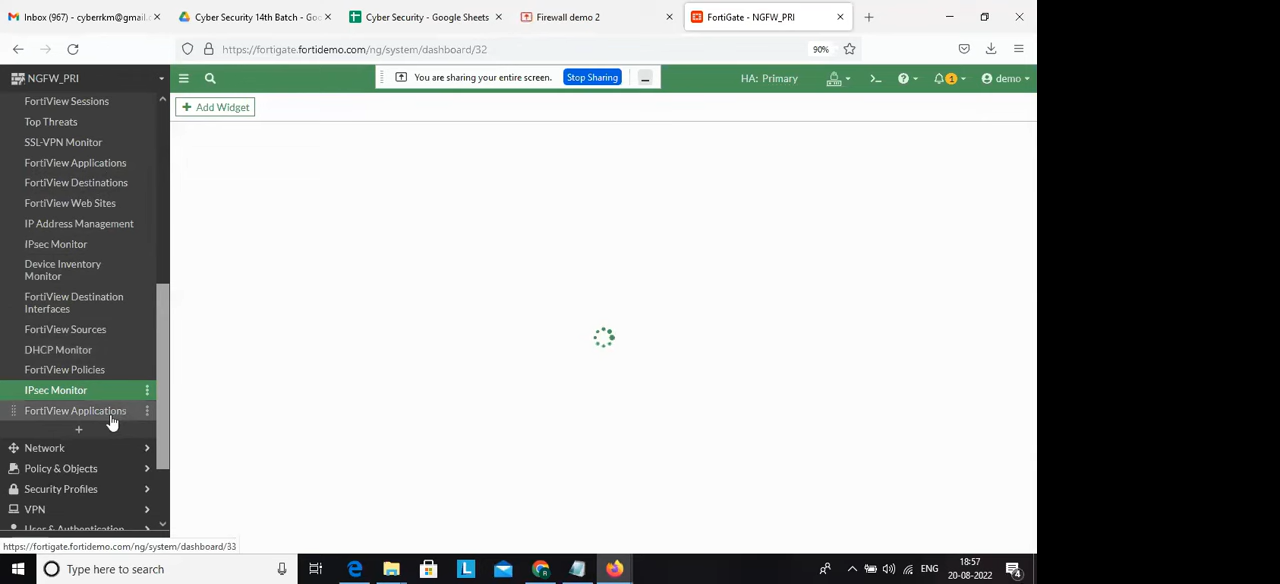 Inbox (967) - cyberrkm@gmail.c
Cyber Security 14th Batch - Goo
Cyber Security - Google Sheets
Firewall demo 2
FortiGate - NGFW_PRI
https://fortigate.fortidemo.com/ng/system/dashboard/32
90%
NGFW_PRI
You are sharing your entire screen.
Stop Sharing
HA: Primary
1
demo
Add Widget
FortiView Sessions
Top Threats
SSL-VPN Monitor
FortiView Applications
FortiView Destinations
FortiView Web Sites
IP Address Management
IPsec Monitor
Device Inventory
Monitor
FortiView Destination
Interfaces
FortiView Sources
DHCP Monitor
FortiView Policies
IPsec Monitor
FortiView Applications
Network
Policy & Objects
Security Profiles
VPN
User & Authentication
https://fortigate.fortidemo.com/ng/system/dashboard/33
Type here to search
L
ENG
18:57
20-08-2022
4